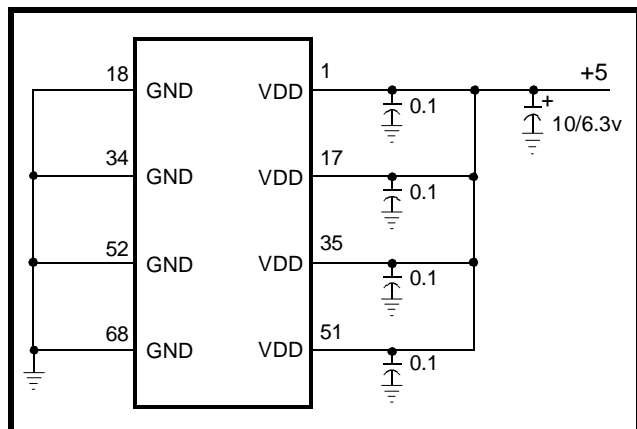 18 GND VDD 1 +5
0.1 + 10/6.3v
34 GND VDD 17
0.1
52 GND VDD 35
0.1
68 GND VDD 51
0.1